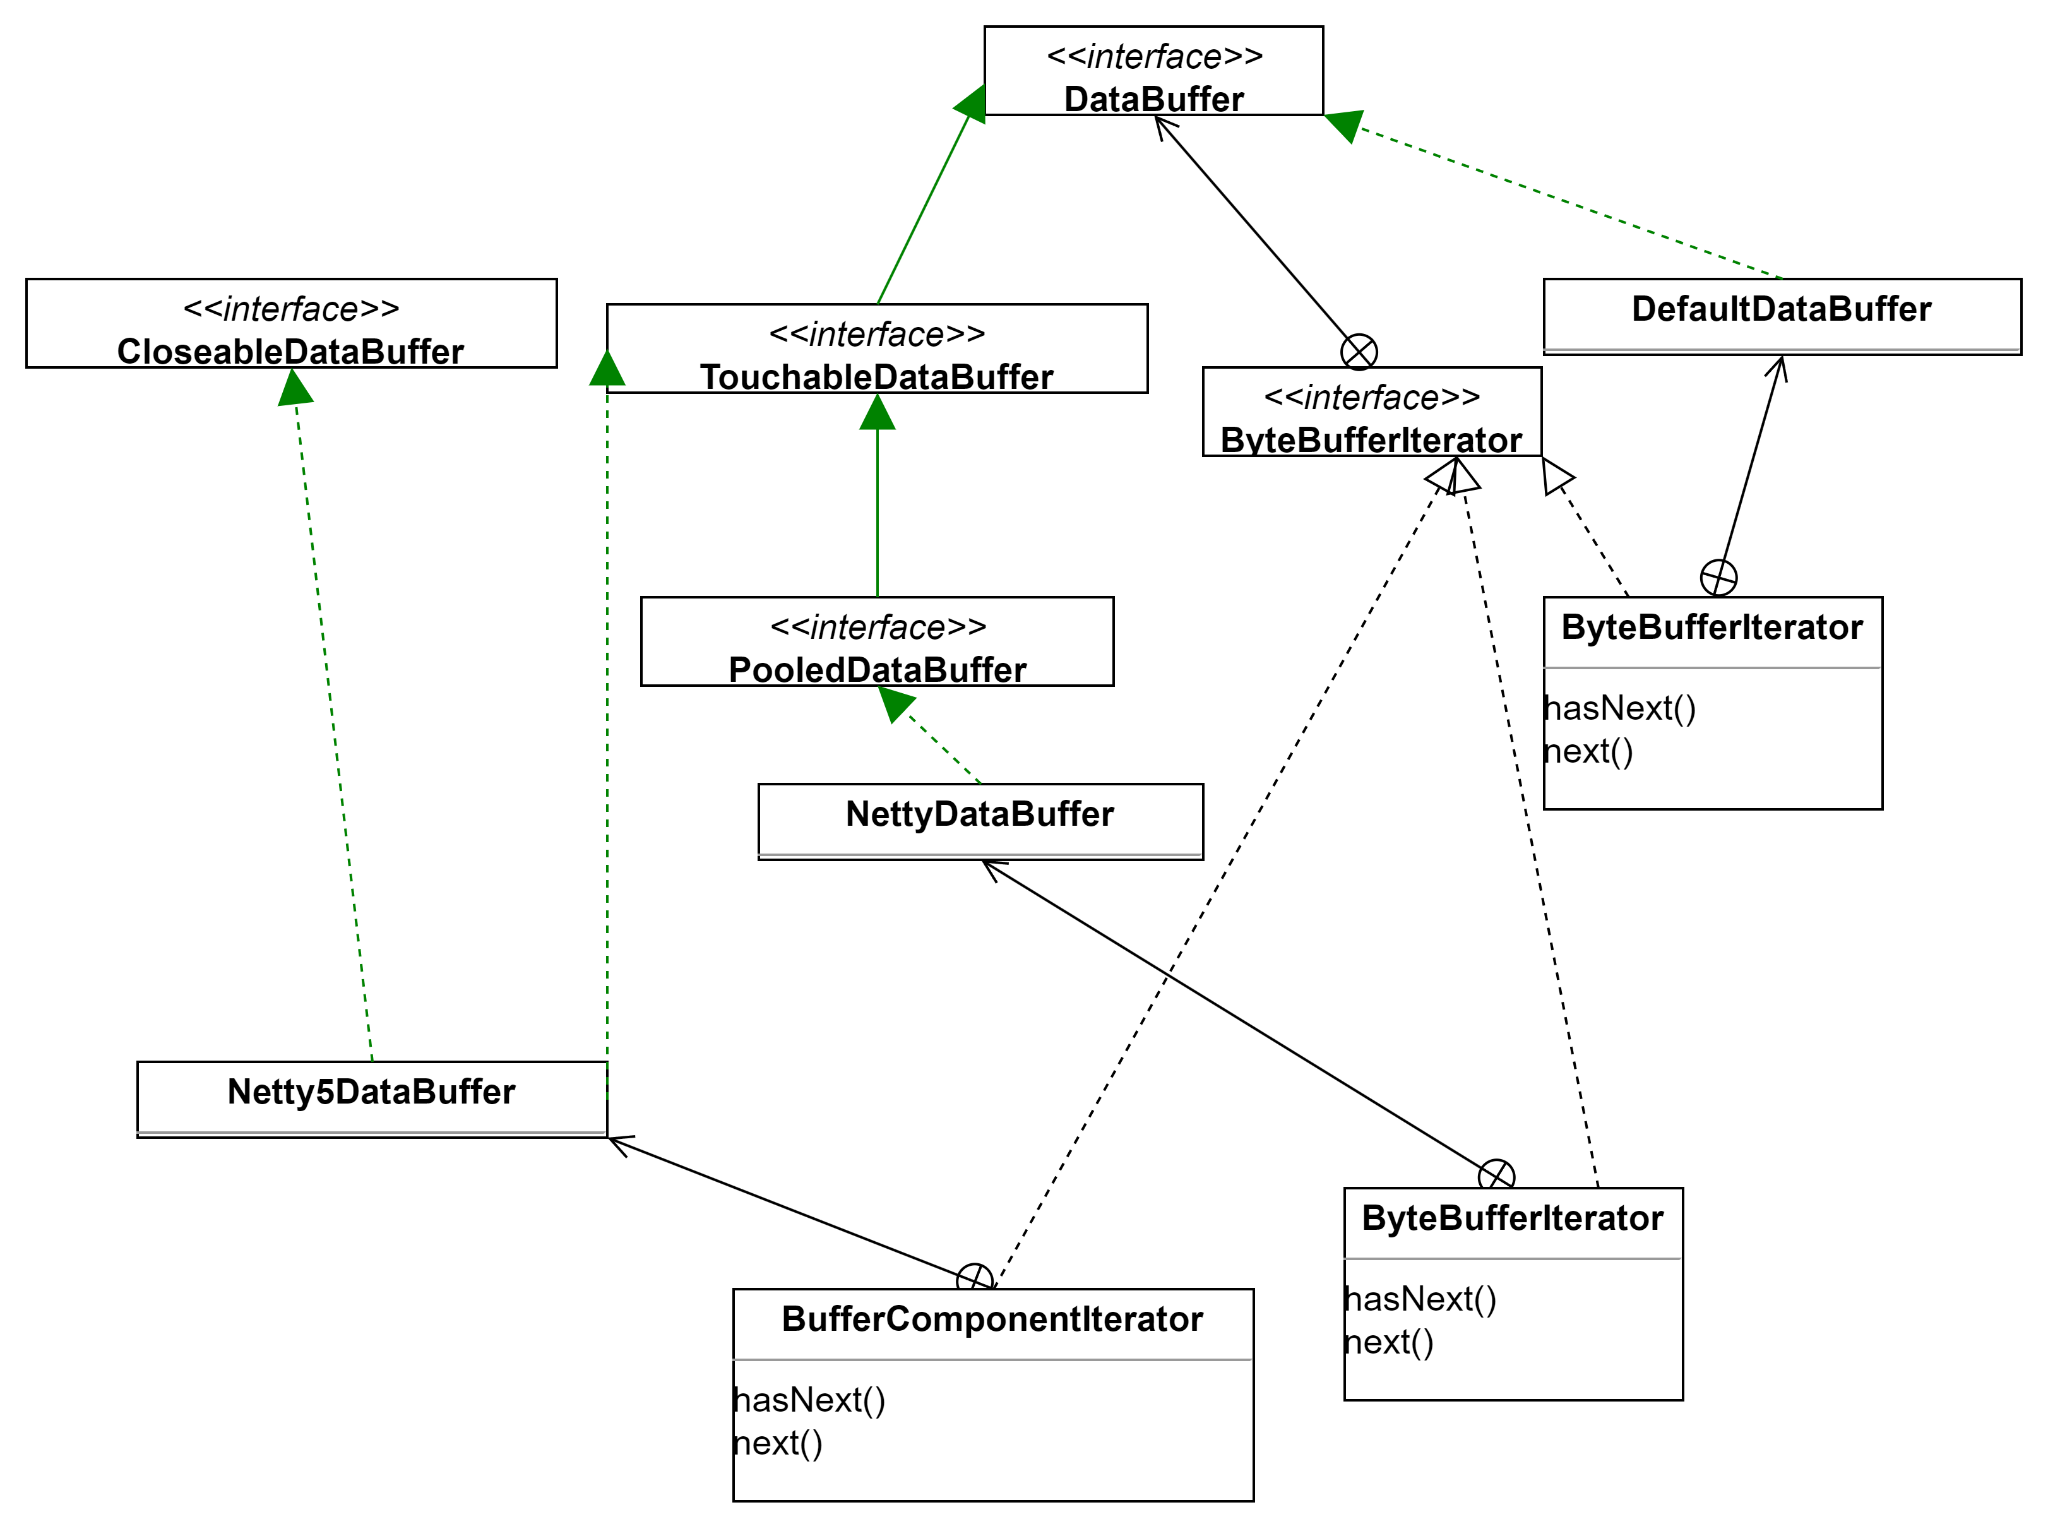 <<interface>>
DataBuffer
<<interface>>
CloseableDataBuffer
<<interface>>
TouchableDataBuffer
<<interface>>
ByteBufferIterator
DefaultDataBuffer
<<interface>>
PooledDataBuffer
ByteBufferIterator
hasNext()
next()
NettyDataBuffer
Netty5DataBuffer
ByteBufferIterator
hasNext()
next()
BufferComponentIterator
hasNext()
next()